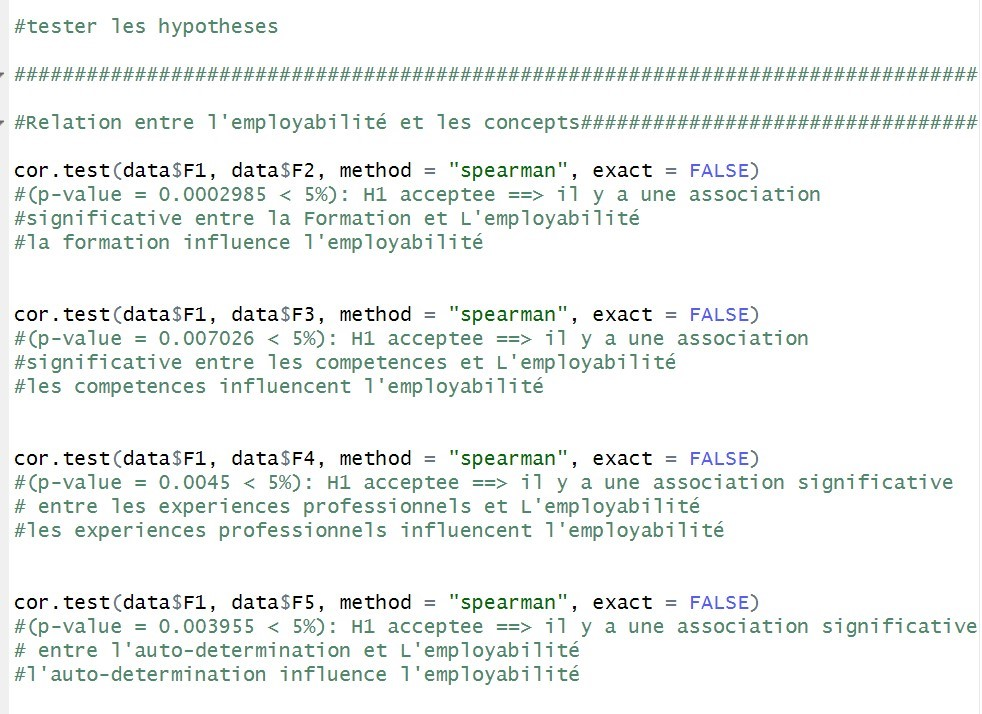 #tester les hypotheses
################################################################################
#Relation entre l'employabilité et les concepts#################################
cor.test(data$F1, data$F2, method = "spearman", exact = FALSE)
#(p-value = 0.0002985 < 5%): H1 acceptee ==> il y a une association
#significative entre la Formation et L'employabilité
#la formation influence l'employabilité
cor.test(data$F1, data$F3, method = "spearman", exact = FALSE)
#(p-value = 0.007026 < 5%): H1 acceptee ==> il y a une association
#significative entre les competences et L'employabilité
#les competences influencent l'employabilité
cor.test(data$F1, data$F4, method = "spearman", exact = FALSE)
#(p-value = 0.0045 < 5%): H1 acceptee ==> il y a une association significative
# entre les experiences professionnels et L'employabilité
#les experiences professionnels influencent l'employabilité
cor.test(data$F1, data$F5, method = "spearman", exact = FALSE)
#(p-value = 0.003955 < 5%): H1 acceptee ==> il y a une association significative
# entre l'auto-determination et L'employabilité
#l'auto-determination influence l'employabilité